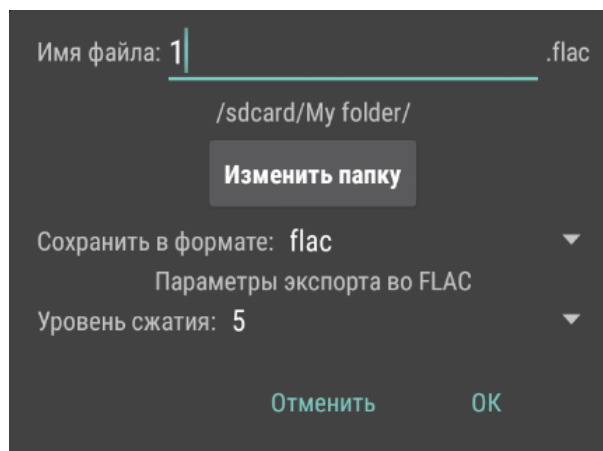 Имя файла: 1 .flac
/sdcard/My folder/
Изменить папку
Сохранить в формате: flac
Параметры экспорта во FLAC
Уровень сжатия: 5
Отменить OK